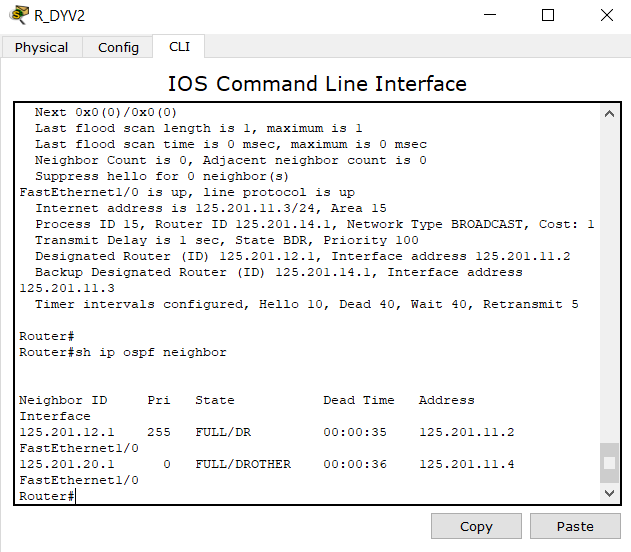 R_DYV2
Physical Config CLI
IOS Command Line Interface
Next 0x0(0)/0x0(0)
Last flood scan length is 1, maximum is 1
Last flood scan time is 0 msec, maximum is 0 msec
Neighbor Count is 0, Adjacent neighbor count is 0
Suppress hello for 0 neighbor(s)
FastEthernet1/0 is up, line protocol is up
Internet address is 125.201.11.3/24, Area 15
Process ID 15, Router ID 125.201.14.1, Network Type BROADCAST, Cost: 1
Transmit Delay is 1 sec, State BDR, Priority 100
Designated Router (ID) 125.201.12.1, Interface address 125.201.11.2
Backup Designated Router (ID) 125.201.14.1, Interface address
125.201.11.3
Timer intervals configured, Hello 10, Dead 40, Wait 40, Retransmit 5
Router#
Router#sh ip ospf neighbor
Neighbor ID Pri State Dead Time Address
Interface
125.201.12.1 255 FULL/DR 00:00:35 125.201.11.2
FastEthernet1/0
125.201.20.1 0 FULL/DROTHER 00:00:36 125.201.11.4
FastEthernet1/0
Router#
Copy Paste